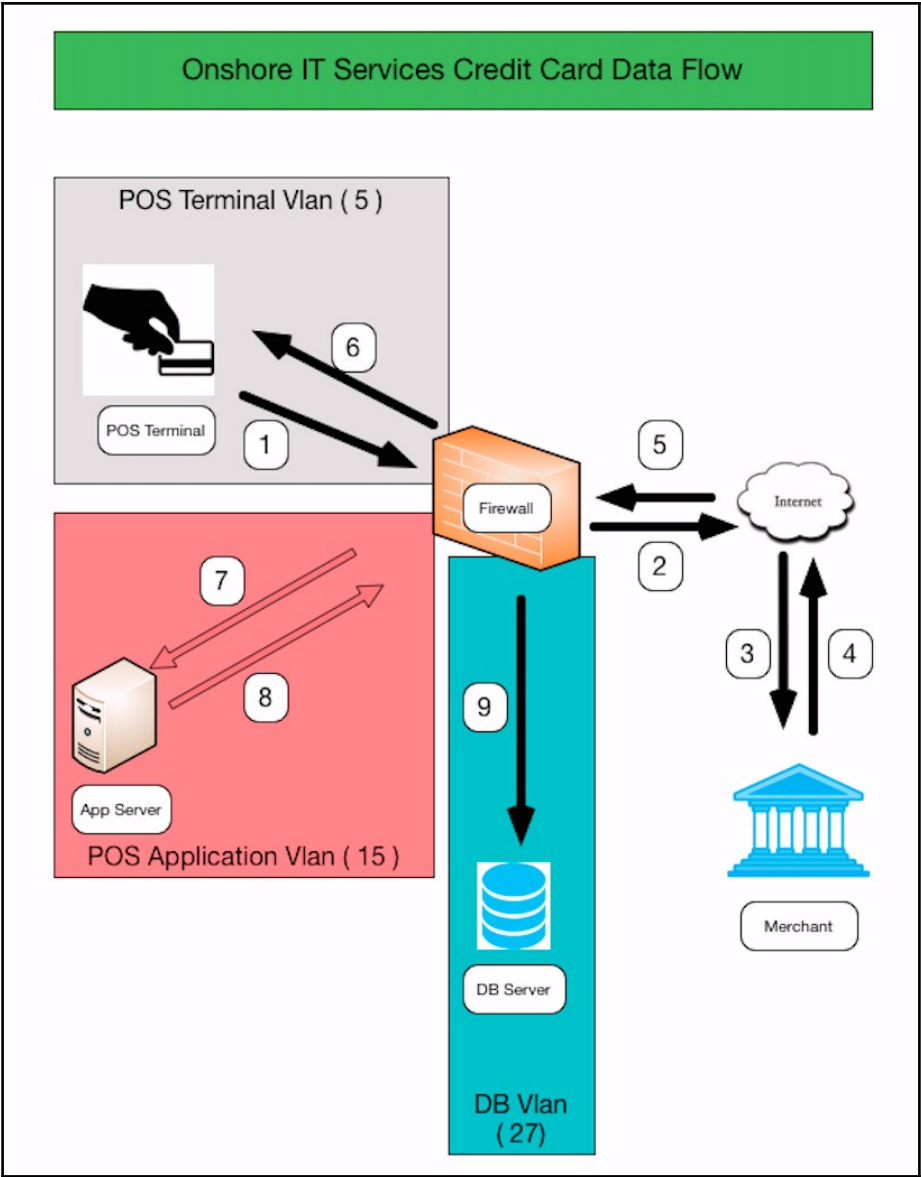 Onshore IT Services Credit Card Data Flow
POS Terminal Vlan ( 5 )
6
POS Terminal
1
5
Firewall
Internet
2
7
3
4
8
9
App Server
POS Application Vlan ( 15 )
Merchant
DB Server
DB Vlan
( 27)